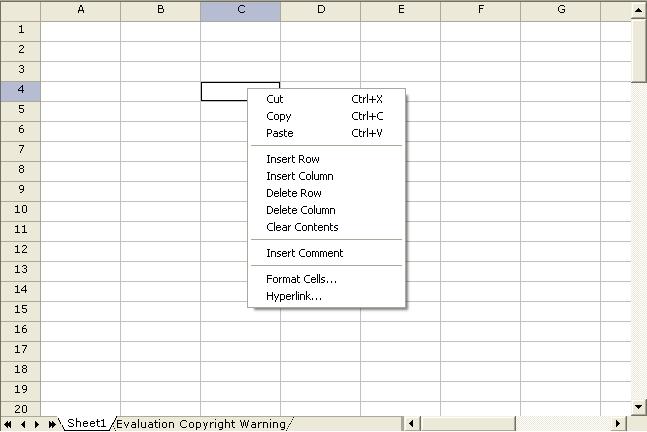 A B C D E F G
1
2
3
4
5
6
7
8
9
10
11
12
13
14
15
16
17
18
19
20
Cut Ctrl+X
Copy Ctrl+C
Paste Ctrl+V
Insert Row
Insert Column
Delete Row
Delete Column
Clear Contents
Insert Comment
Format Cells...
Hyperlink...
Sheet1 Evaluation Copyright Warning